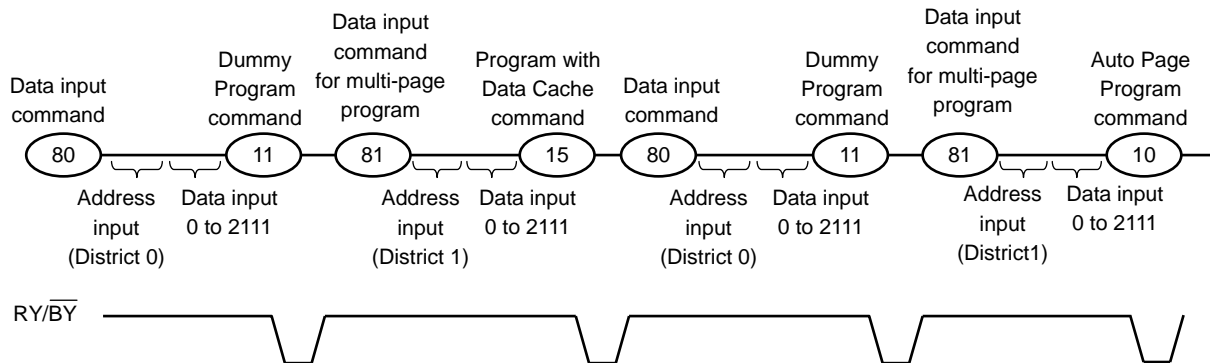 Data input
command
80
Address
input
(District 0)
Data input
0 to 2111
Dummy
Program
command
11
Data input
command
for multi-page
program
81
Address
input
(District 1)
Data input
0 to 2111
Program with
Data Cache
command
15
Data input
command
80
Address
input
(District 0)
Data input
0 to 2111
Dummy
Program
command
11
Data input
command
for multi-page
program
81
Address
input
(District1)
Data input
0 to 2111
Auto Page
Program
command
10
RY/BY